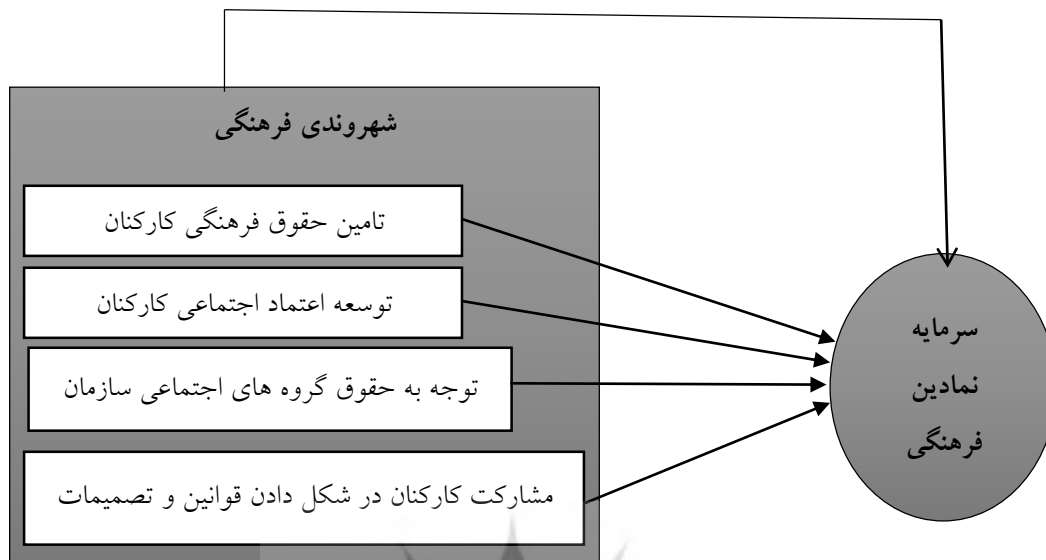 شهروندی فرهنگی
تامین حقوق فرهنگی کارکنان
توسعه اعتماد اجتماعی کارکنان
توجه به حقوق گروه های اجتماعی سازمان
مشارکت کارکنان در شکل دادن قوانین و تصمیمات
سرمایه
نمادین
فرهنگی